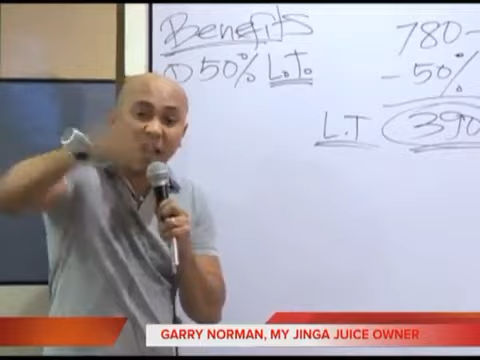 Benefits
① 50% L.T.
780-
- 50%
L.T 390
GARRY NORMAN, MY JINGA JUICE OWNER